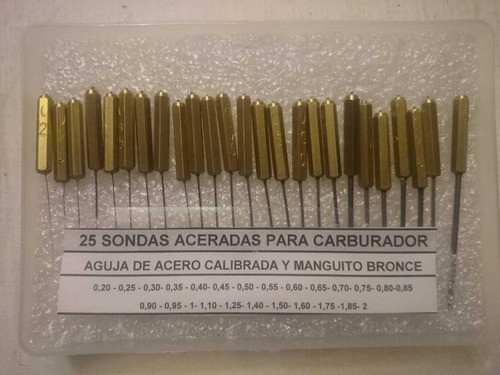 25 SONDAS ACERADAS PARA CARBURADOR
AGUJA DE ACERO CALIBRADA Y MANGUITO BRONCE
0,20 - 0,25 - 0,30- 0,35 - 0,40- 0,45 - 0,50 - 0,55 - 0,60 - 0,65- 0,70- 0,75- 0,80-0,85
0,90 - 0,95 - 1- 1,10 - 1,25- 1,40 - 1,50- 1,60 - 1,75 -1,85- 2